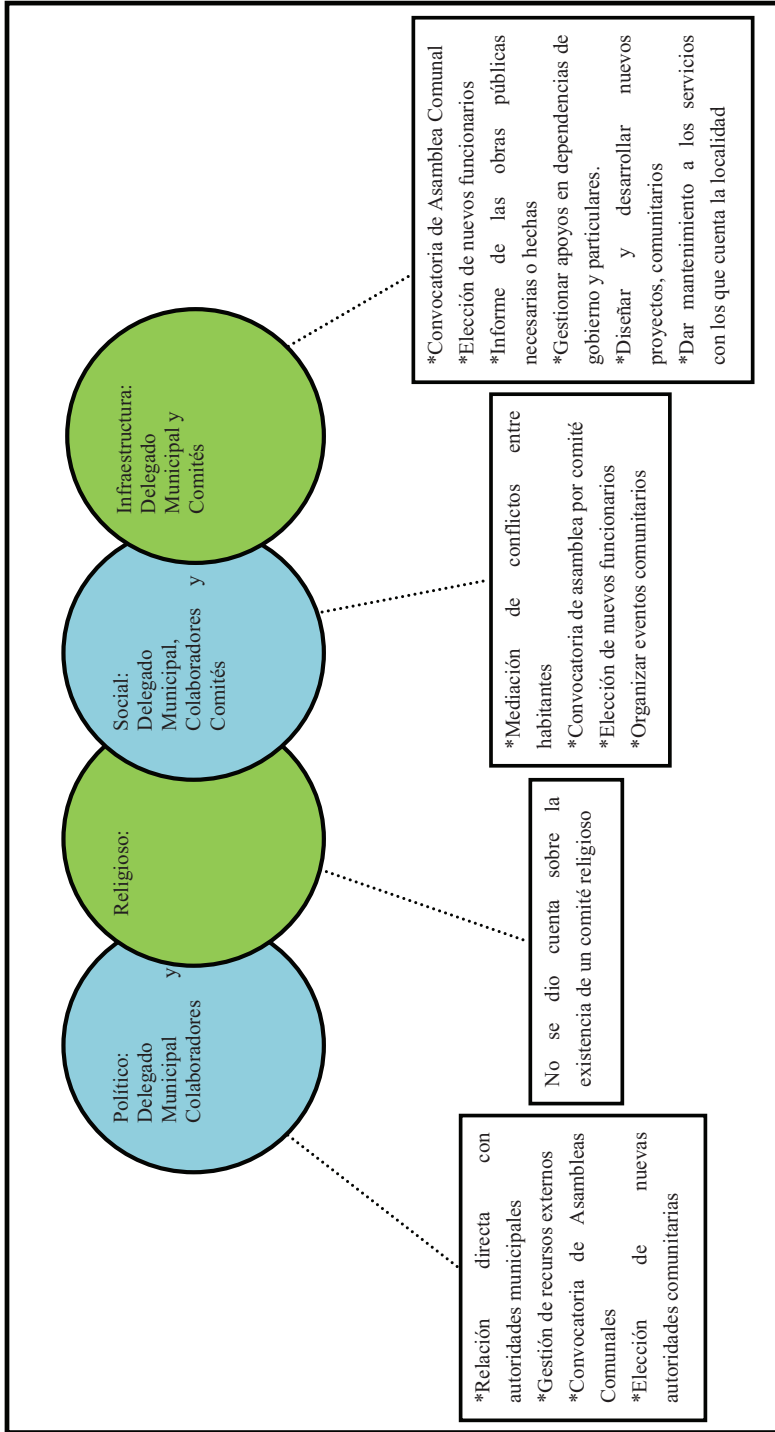 Político:
Delegado
Municipal y
Colaboradores
Religioso:
Social:
Delegado
Municipal,
Colaboradores y
Comités
Infraestructura:
Delegado
Municipal y
Comités
*Relación directa con
autoridades municipales
*Gestión de recursos externos
*Convocatoria de Asambleas
Comunales
*Elección de nuevas
autoridades comunitarias
No se dio cuenta sobre la
existencia de un comité religioso
*Mediación de conflictos entre
habitantes
*Convocatoria de asamblea por comité
*Elección de nuevos funcionarios
*Organizar eventos comunitarios
*Convocatoria de Asamblea Comunal
*Elección de nuevos funcionarios
*Informe de las obras públicas
necesarias o hechas
*Gestionar apoyos en dependencias de
gobierno y particulares.
*Diseñar y desarrollar nuevos
proyectos, comunitarios
*Dar mantenimiento a los servicios
con los que cuenta la localidad